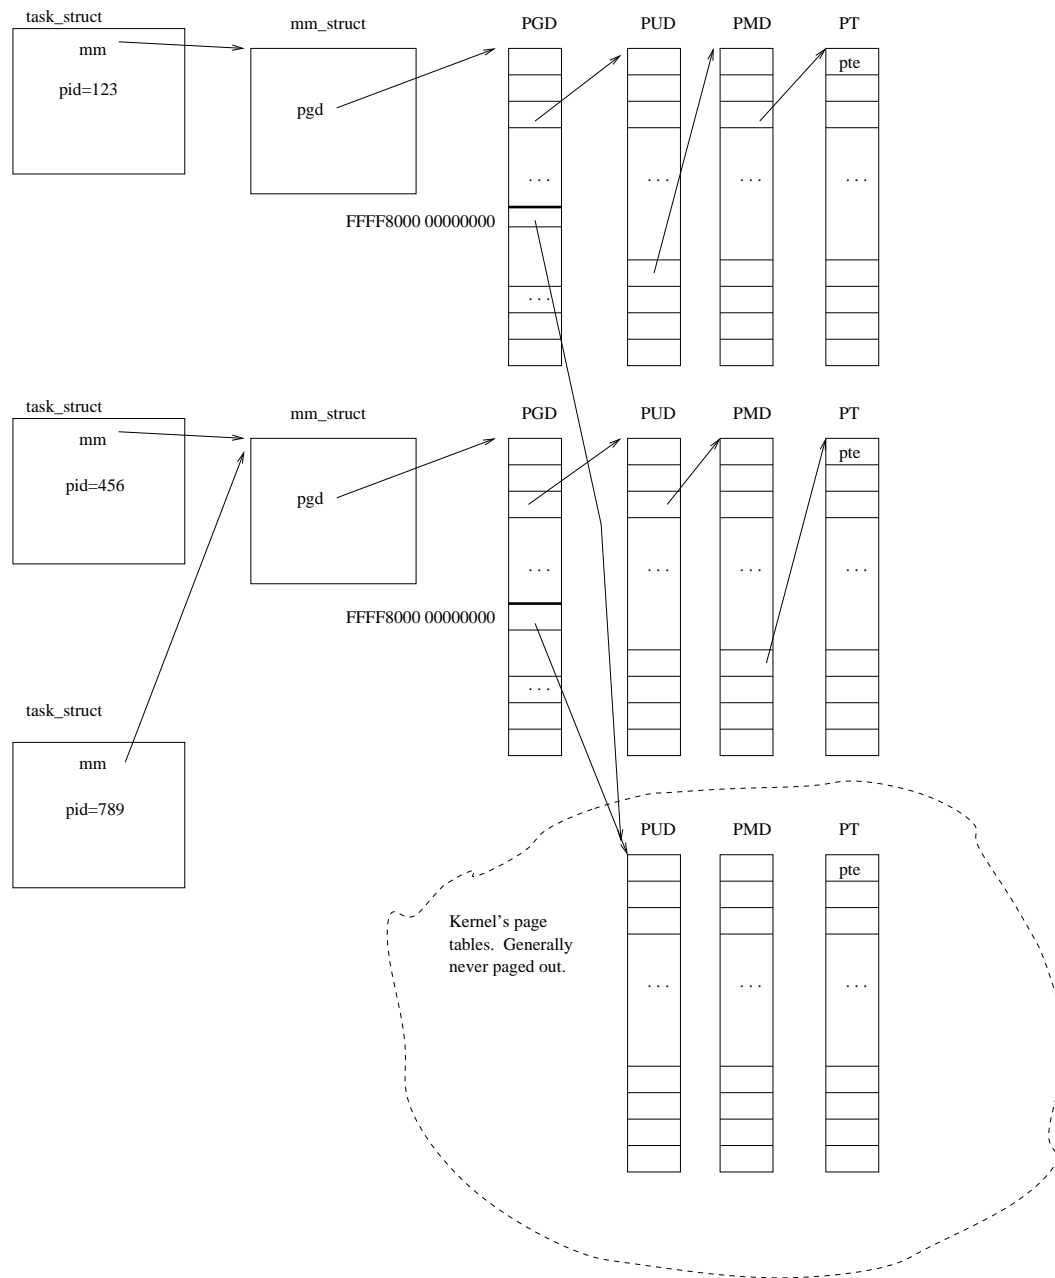 task_struct
mm
pid=123
mm_struct
pgd
PGD
PUD
PMD
PT
pte
. . .
. . .
. . .
. . .
FFFF8000 00000000
. . .
task_struct
mm
pid=456
mm_struct
pgd
PGD
PUD
PMD
PT
pte
. . .
. . .
. . .
. . .
FFFF8000 00000000
. . .
task_struct
mm
pid=789
PUD
PMD
PT
pte
Kernel's page
tables. Generally
never paged out.
. . .
. . .
. . .